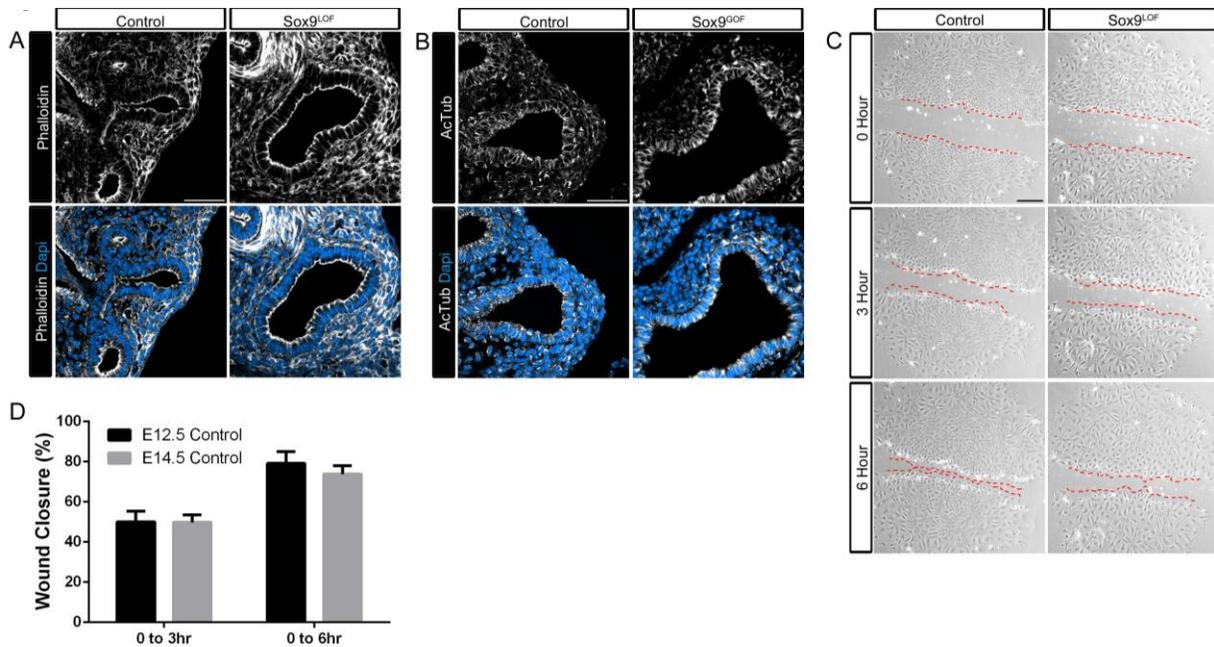 A
Control
Sox9LOF
Phalloidin
Phalloidin Dapi
B
Control
Sox9GOF
AcTub
AcTub Dapi
C
Control
Sox9LOF
0 Hour
3 Hour
6 Hour
D
Wound Closure (%)
100
80
60
40
20
0
E12.5 Control
E14.5 Control
0 to 3hr
0 to 6hr